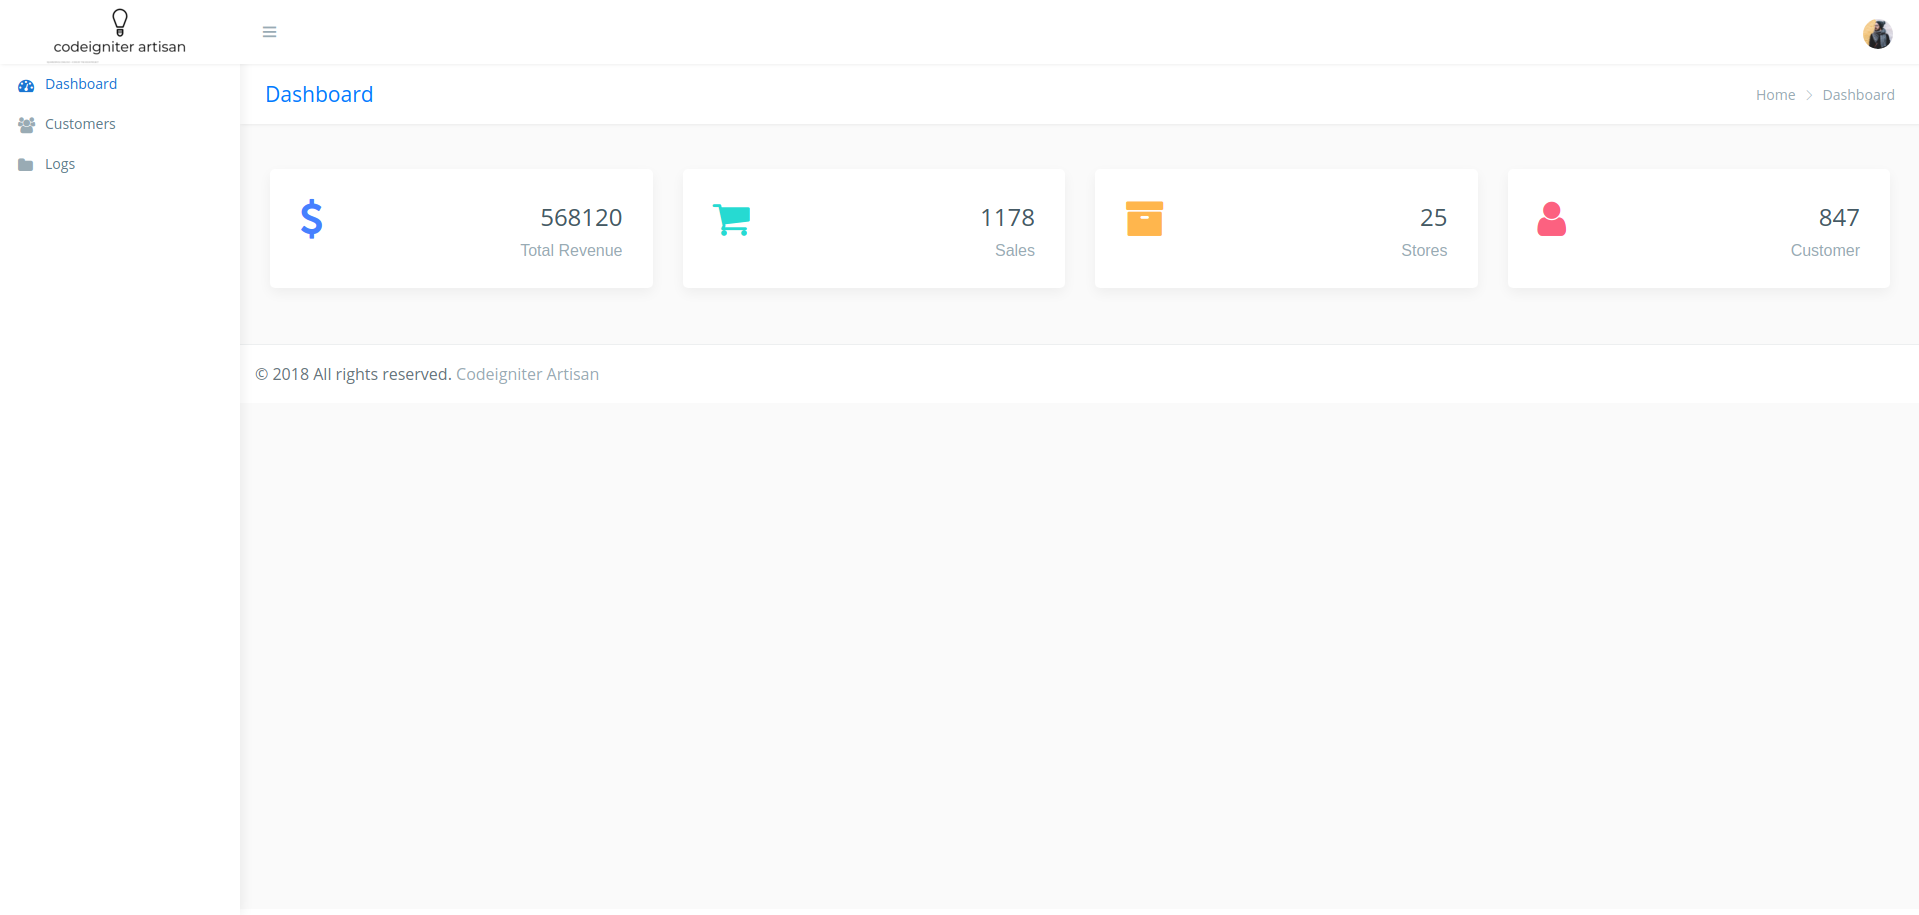 codeigniter artisan
Dashboard
Customers
Logs
Dashboard
Home
Dashboard
568120
Total Revenue
1178
Sales
25
Stores
847
Customer
© 2018 All rights reserved. Codeigniter Artisan